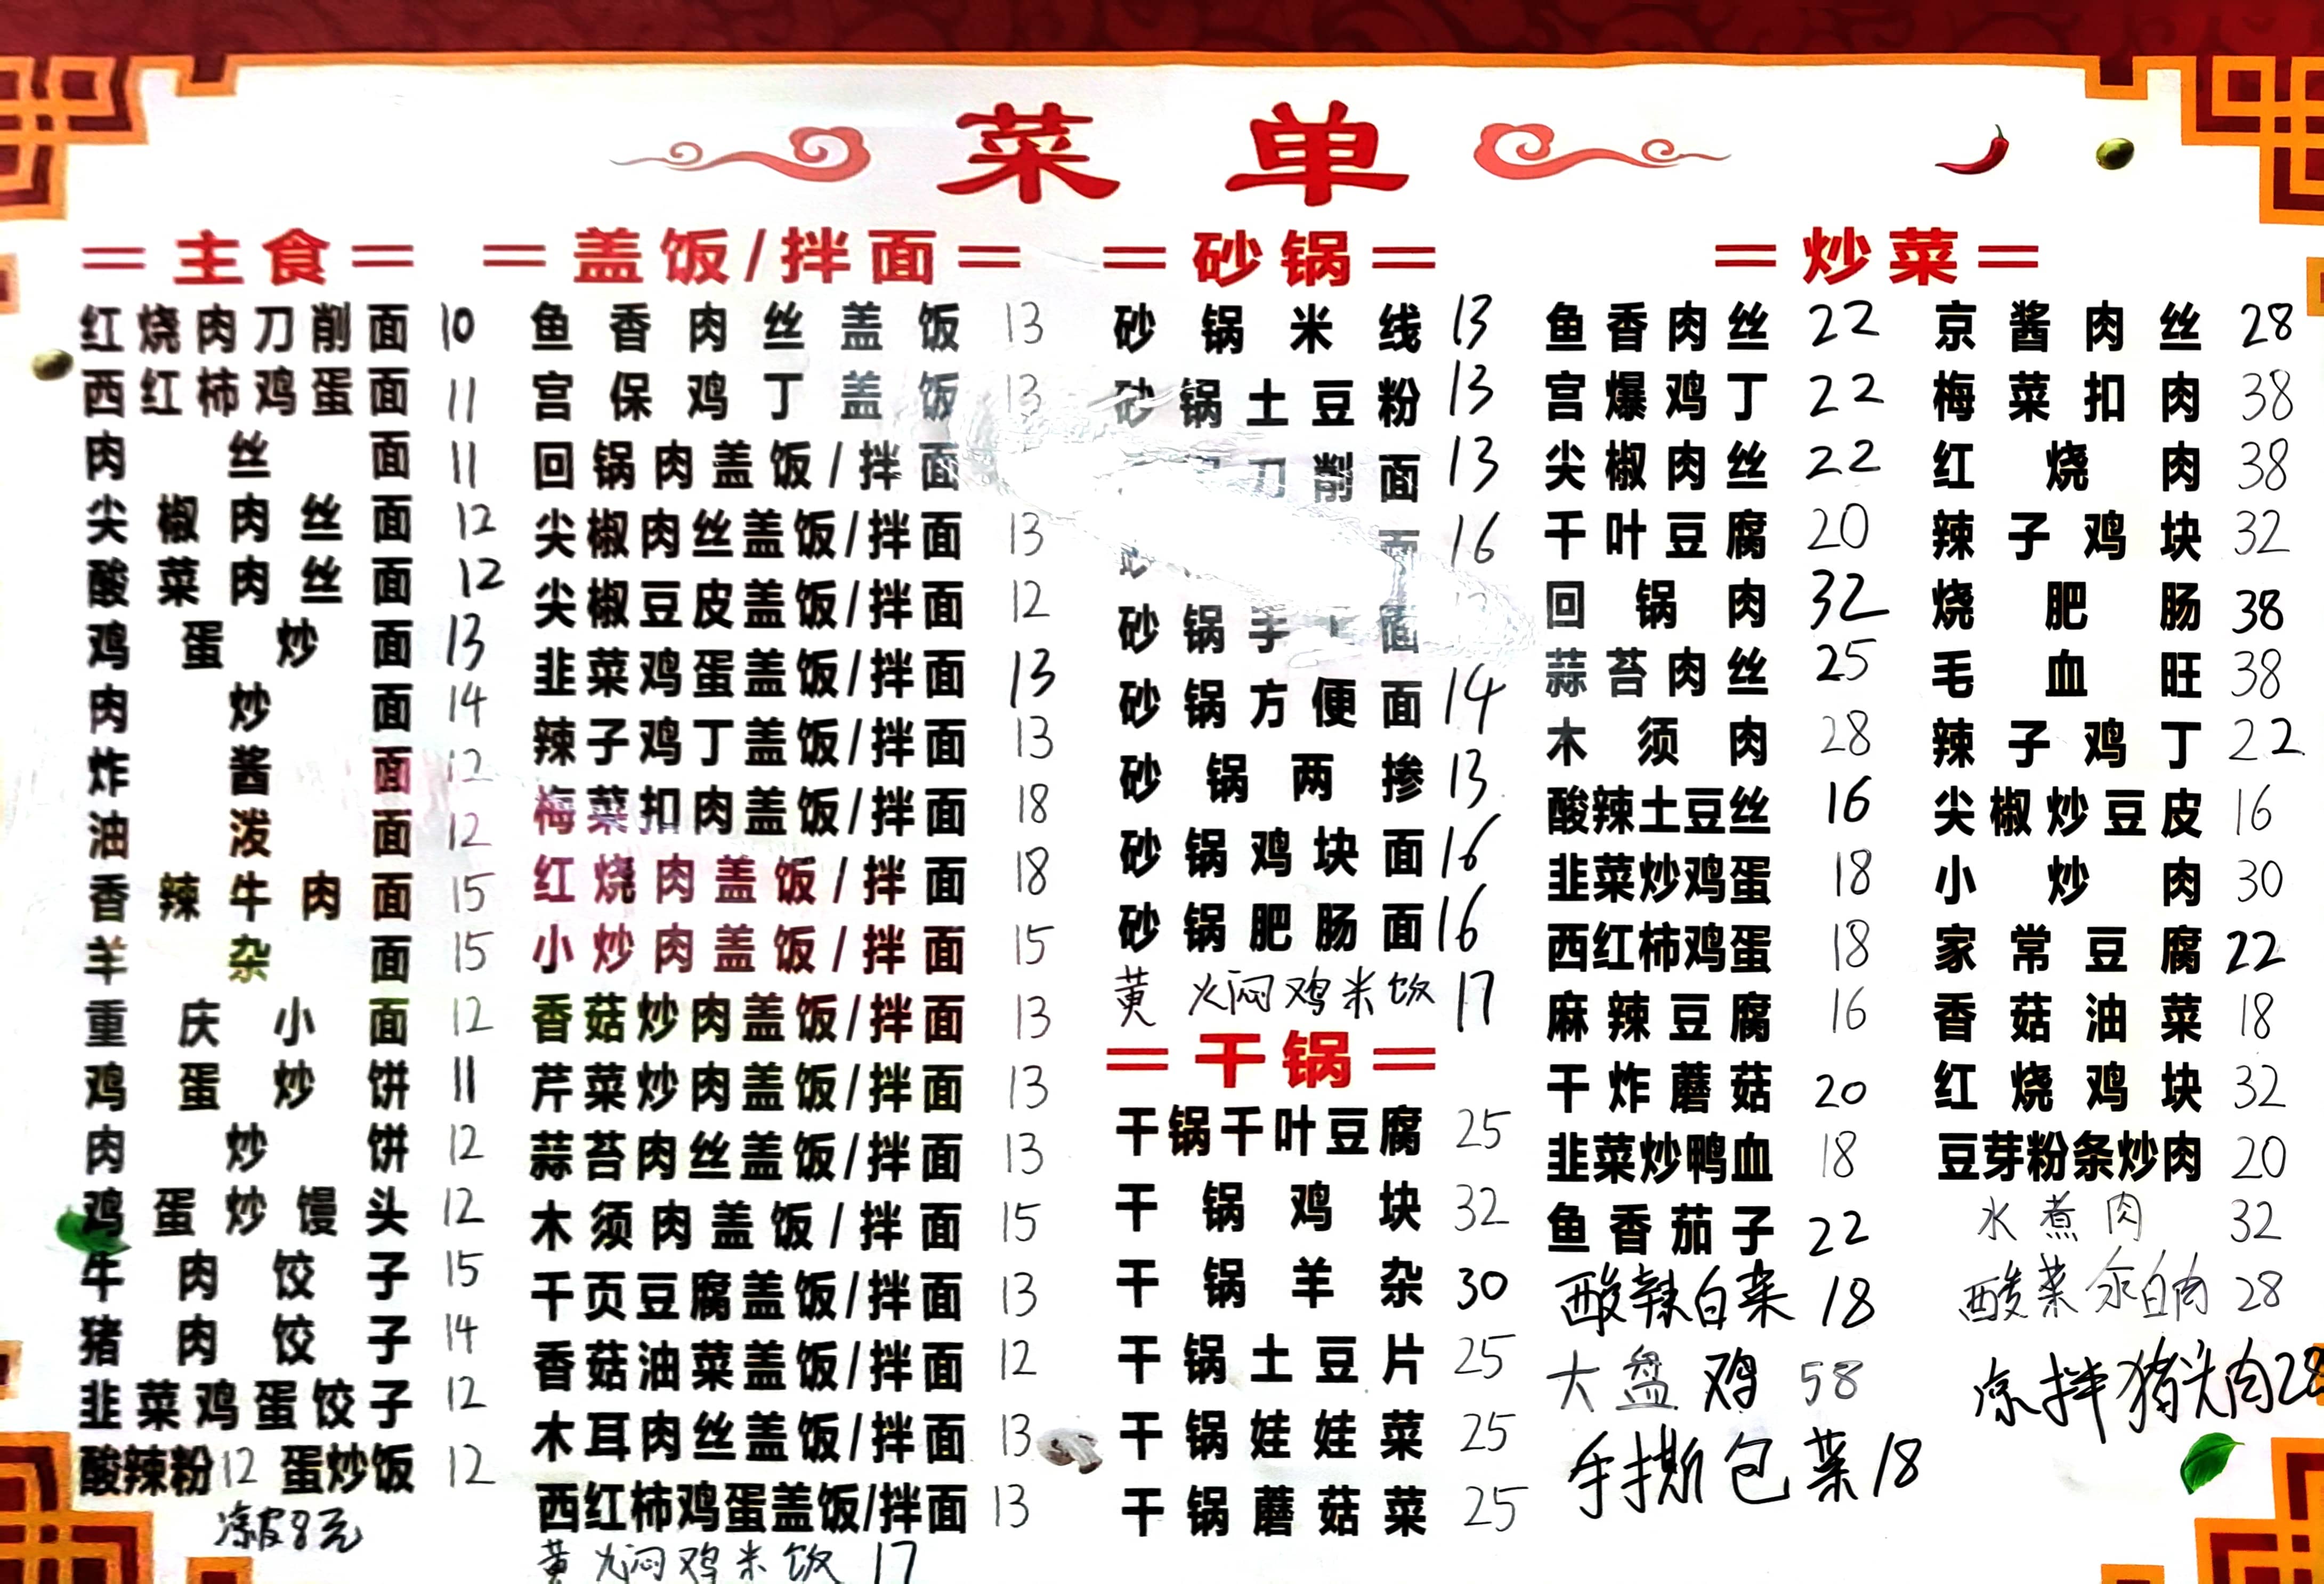 菜单
主食
红烧肉刀削面 10
西红柿鸡蛋面 11
肉丝面 11
尖椒肉丝面 12
酸菜肉丝面 12
鸡蛋炒面 13
肉炒面 14
炸酱面 12
油泼面 12
香辣牛肉面 15
羊杂面 15
重庆小面 12
鸡蛋炒饼 11
肉炒饼 12
鸡蛋炒馒头 12
牛肉饺子 15
猪肉饺子 14
韭菜鸡蛋饺子 12
酸辣粉 12 蛋炒饭 12
凉皮8元
盖饭/拌面
鱼香肉丝盖饭 13
宫保鸡丁盖饭 13
回锅肉盖饭/拌面
尖椒肉丝盖饭/拌面 13
尖椒豆皮盖饭/拌面 12
韭菜鸡蛋盖饭/拌面 13
辣子鸡丁盖饭/拌面 13
梅菜扣肉盖饭/拌面 18
红烧肉盖饭/拌面 18
小炒肉盖饭/拌面 15
香菇炒肉盖饭/拌面 13
芹菜炒肉盖饭/拌面 13
蒜苔肉丝盖饭/拌面 13
木须肉盖饭/拌面 15
千页豆腐盖饭/拌面 13
香菇油菜盖饭/拌面 12
木耳肉丝盖饭/拌面 13
西红柿鸡蛋盖饭/拌面 13
黄火闷鸡米饭 17
砂锅
砂锅米线 13
砂锅土豆粉 13
刀削面 13
面 16
砂锅手工面
砂锅方便面 14
砂锅两掺 13
砂锅鸡块面 16
砂锅肥肠面 16
黄火闷鸡米饭 17
干锅
干锅千叶豆腐 25
干锅鸡块 32
干锅羊杂 30
干锅土豆片 25
干锅娃娃菜 25
干锅蘑菇菜 25
炒菜
鱼香肉丝 22
宫爆鸡丁 22
尖椒肉丝 22
千叶豆腐 20
回锅肉 32
蒜苔肉丝 25
木须肉 28
酸辣土豆丝 16
韭菜炒鸡蛋 18
西红柿鸡蛋 18
麻辣豆腐 16
干炸蘑菇 20
韭菜炒鸭血 18
鱼香茄子 22
酸辣白菜 18
大盘鸡 58
手撕包菜 18
京酱肉丝 28
梅菜扣肉 38
红烧肉 38
辣子鸡块 32
烧肥肠 38
毛血旺 38
辣子鸡丁 22
尖椒炒豆皮 16
小炒肉 30
家常豆腐 22
香菇油菜 18
红烧鸡块 32
豆芽粉条炒肉 20
水煮肉 32
酸菜汆白肉 28
凉拌猪头肉 28